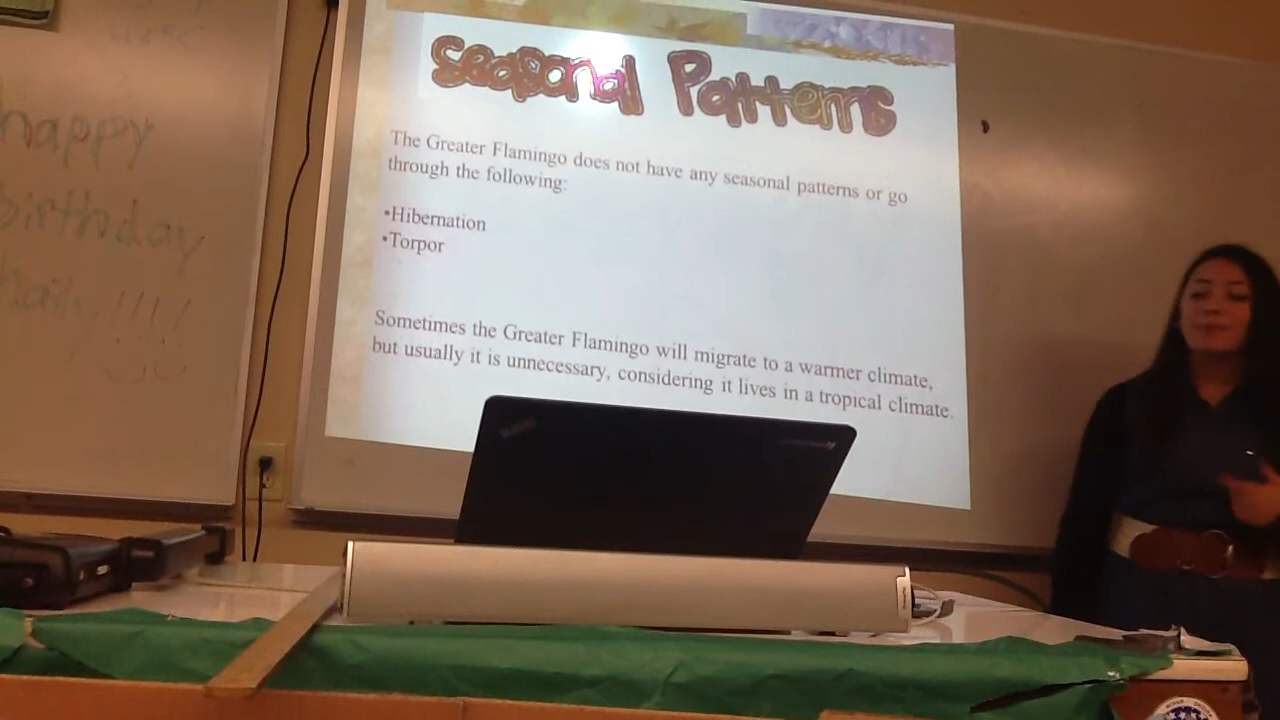 happy
birthday
!!!!
Seasonal Patterns
The Greater Flamingo does not have any seasonal patterns or go
through the following:
•Hibernation
•Torpor
Sometimes the Greater Flamingo will migrate to a warmer climate,
but usually it is unnecessary, considering it lives in a tropical climate.